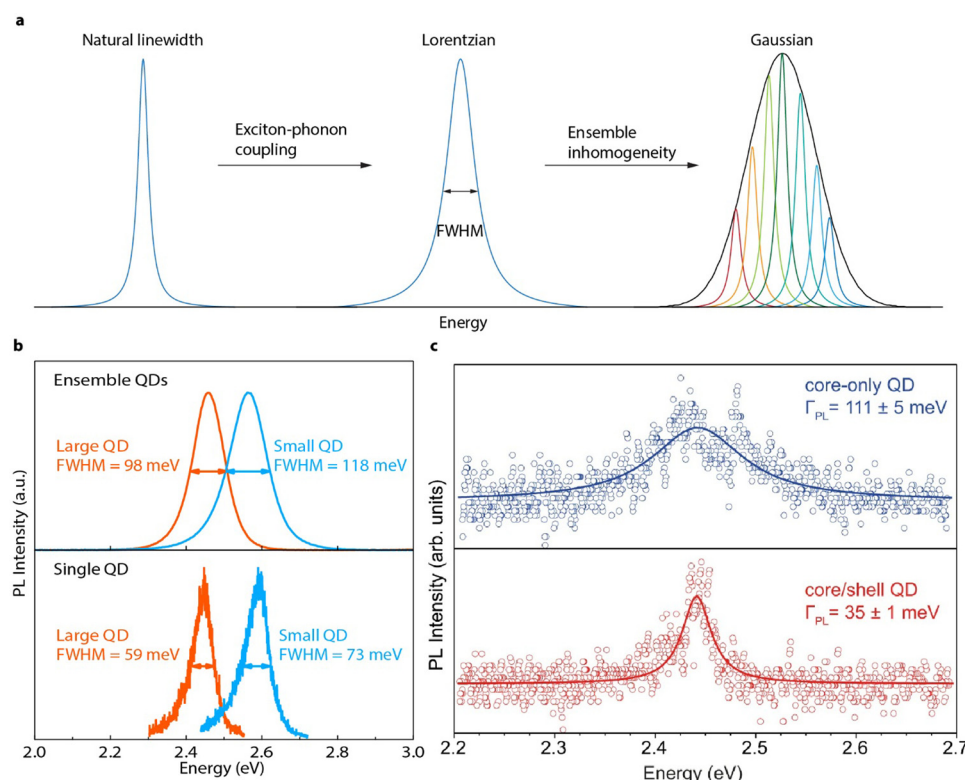 a
Natural linewidth
Lorentzian
Gaussian
Exciton-phonon
coupling
Ensemble
inhomogeneity
FWHM
Energy
b
Ensemble QDs
Large QD
FWHM = 98 meV
Small QD
FWHM = 118 meV
Single QD
Large QD
FWHM = 59 meV
Small QD
FWHM = 73 meV
PL Intensity (a.u.)
2.0 2.2 2.4 2.6 2.8 3.0
Energy (eV)
c
core-only QD
Γ_PL = 111 ± 5 meV
core/shell QD
Γ_PL = 35 ± 1 meV
PL Intensity (arb. units)
2.2 2.3 2.4 2.5 2.6 2.7
Energy (eV)